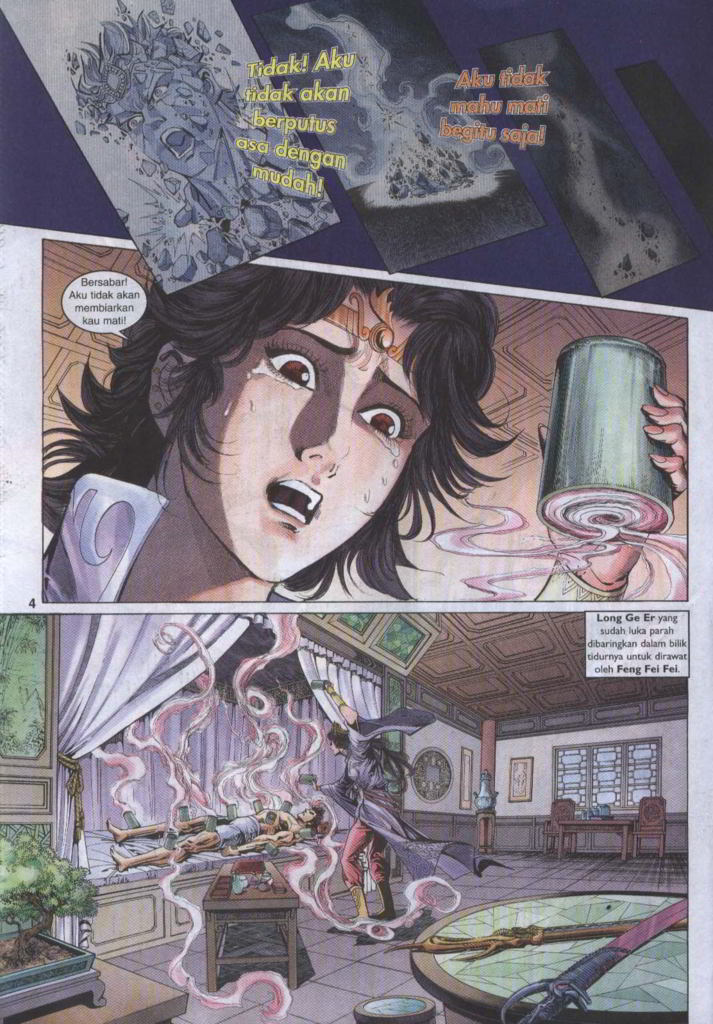 Tidak! Aku
tidak akan
berputus
asa dengan
mudah!
Aku tidak
mahu mati
begitu saja!
Bersabar!
Aku tidak akan
membiarkan
kau mati!
4
Long Ge Er yang
sudah luka parah
dibaringkan dalam bilik
tidurnya untuk dirawat
oleh Feng Fei Fei.